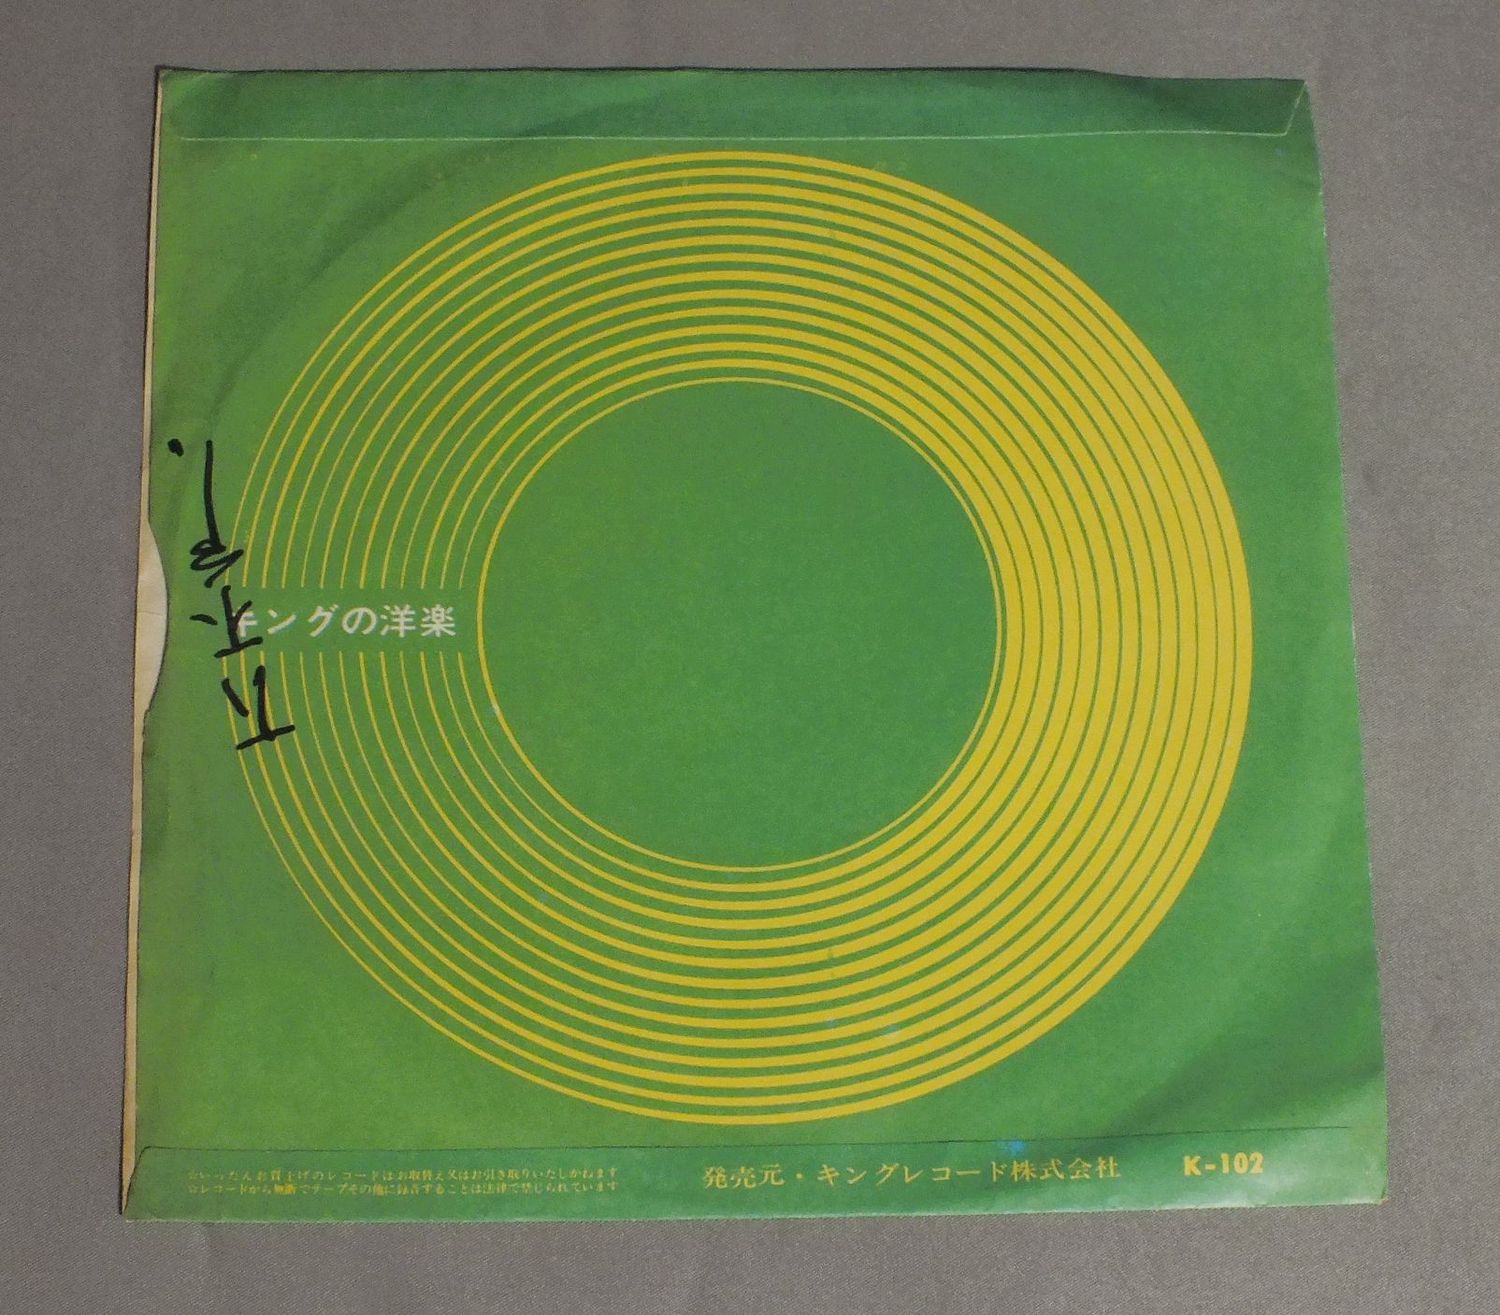 キングの洋楽
☆いったんお買上げのレコードはお取替え又はお引き取りいたしかねます
☆レコードから無断でテープその他に録音することは法律で禁じられています
発売元・キングレコード株式会社
K-102